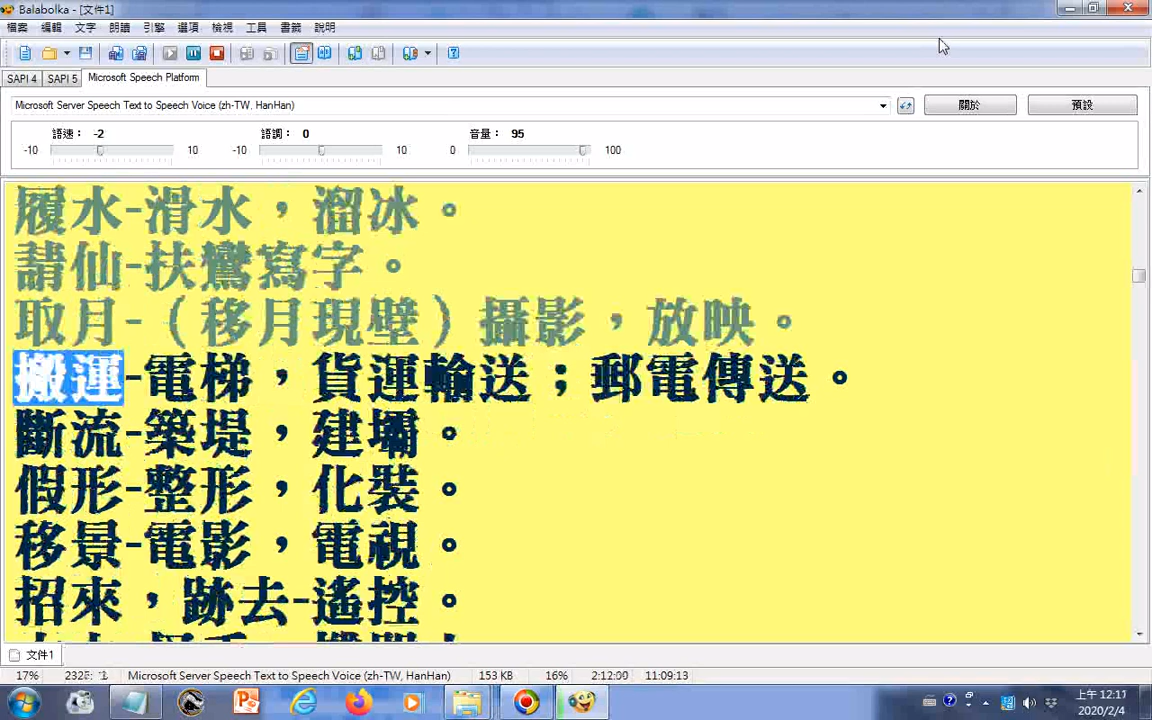 Balabolka - [文件1]
檔案 編輯 文字 朗讀 引擎 選項 檢視 工具 書籤 說明
SAPI 4 SAPI 5 Microsoft Speech Platform
Microsoft Server Speech Text to Speech Voice (zh-TW, HanHan) 關於 預設
語速： -2 語調： 0 音量： 95
-10 10 -10 10 0 100
履水-滑水，溜冰。
請仙-扶鸞寫字。
取月-（移月現壁）攝影，放映。
搬運-電梯，貨運輸送；郵電傳送。
斷流-築堤，建壩。
假形-整形，化裝。
移景-電影，電視。
招來，跡去-遙控。
文件1
17% Microsoft Server Speech Text to Speech Voice (zh-TW, HanHan) 153 KB 16% 2:12:00 11:09:13
上午 12:11
2020/2/4